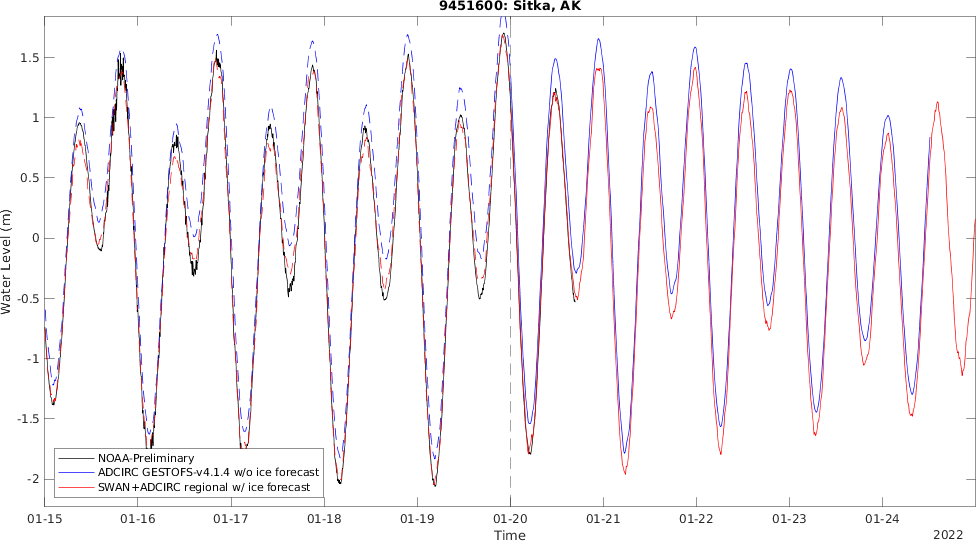 9451600: Sitka, AK
1.5
1
0.5
0
-0.5
-1
-1.5
-2
Water Level (m)
NOAA-Preliminary
ADCIRC GESTOFS-v4.1.4 w/o ice forecast
SWAN+ADCIRC regional w/ ice forecast
01-15 01-16 01-17 01-18 01-19 01-20 01-21 01-22 01-23 01-24
Time
2022